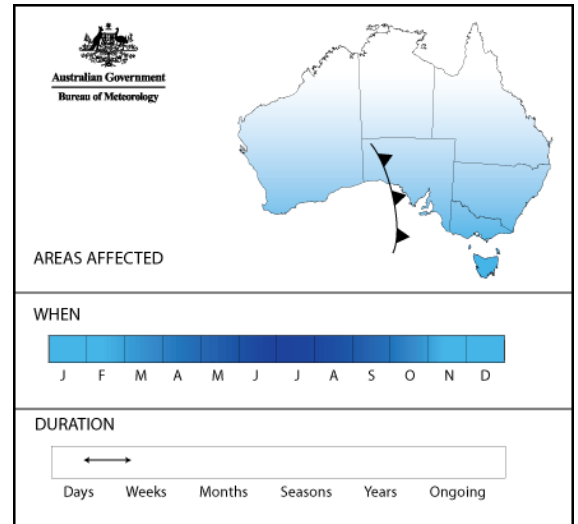 Australian Government
Bureau of Meteorology
AREAS AFFECTED
WHEN
J F M A M J J A S O N D
DURATION
Days Weeks Months Seasons Years Ongoing